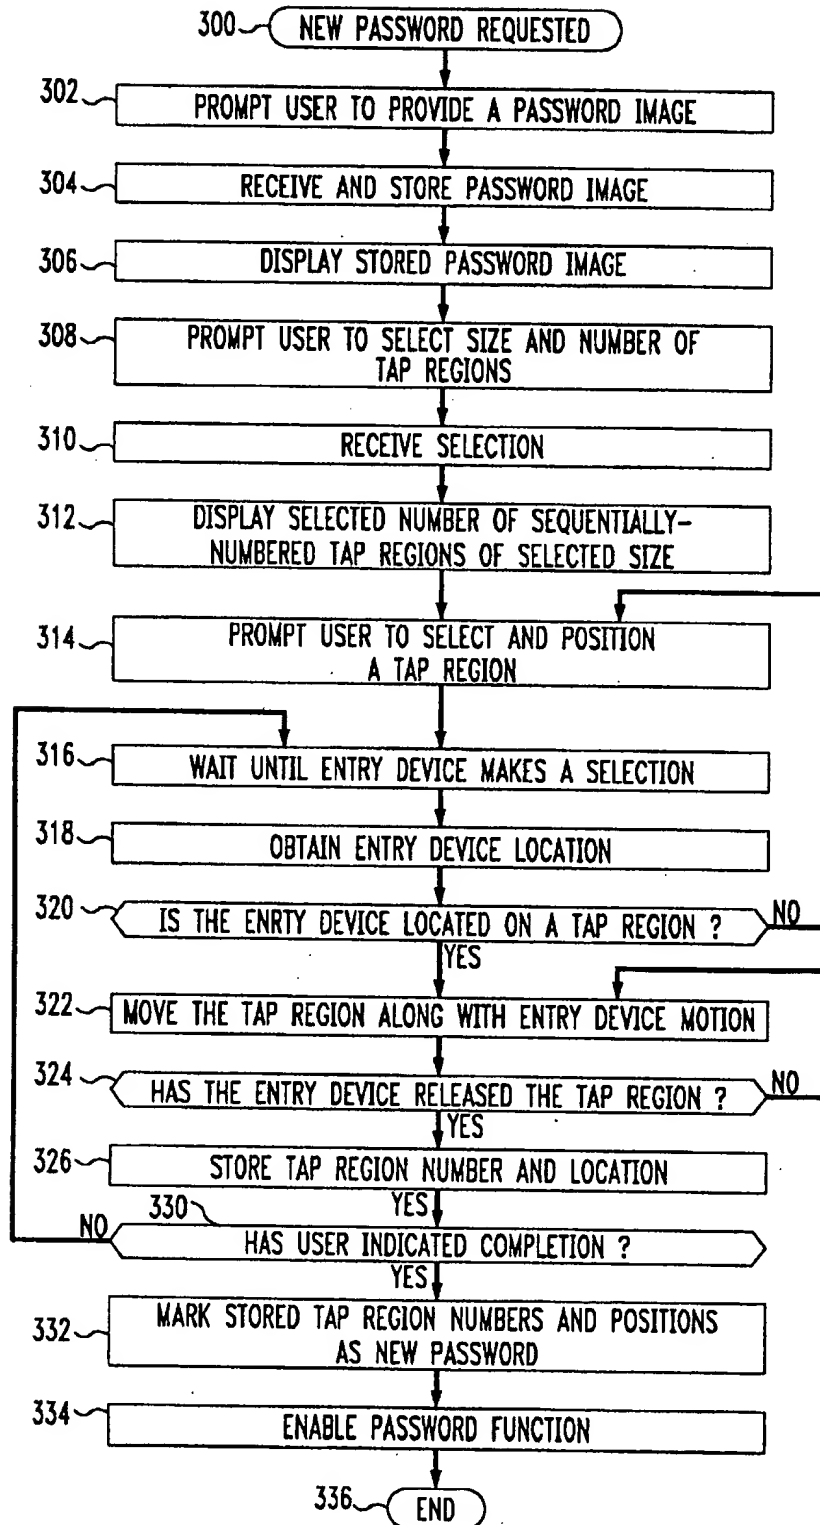 300 NEW PASSWORD REQUESTED
302 PROMPT USER TO PROVIDE A PASSWORD IMAGE
304 RECEIVE AND STORE PASSWORD IMAGE
306 DISPLAY STORED PASSWORD IMAGE
308 PROMPT USER TO SELECT SIZE AND NUMBER OF
TAP REGIONS
310 RECEIVE SELECTION
312 DISPLAY SELECTED NUMBER OF SEQUENTIALLY-
NUMBERED TAP REGIONS OF SELECTED SIZE
314 PROMPT USER TO SELECT AND POSITION
A TAP REGION
316 WAIT UNTIL ENTRY DEVICE MAKES A SELECTION
318 OBTAIN ENTRY DEVICE LOCATION
320 IS THE ENRTY DEVICE LOCATED ON A TAP REGION ? NO
YES
322 MOVE THE TAP REGION ALONG WITH ENTRY DEVICE MOTION
324 HAS THE ENTRY DEVICE RELEASED THE TAP REGION ? NO
YES
326 STORE TAP REGION NUMBER AND LOCATION
YES
330
NO HAS USER INDICATED COMPLETION ?
YES
332 MARK STORED TAP REGION NUMBERS AND POSITIONS
AS NEW PASSWORD
334 ENABLE PASSWORD FUNCTION
336 END